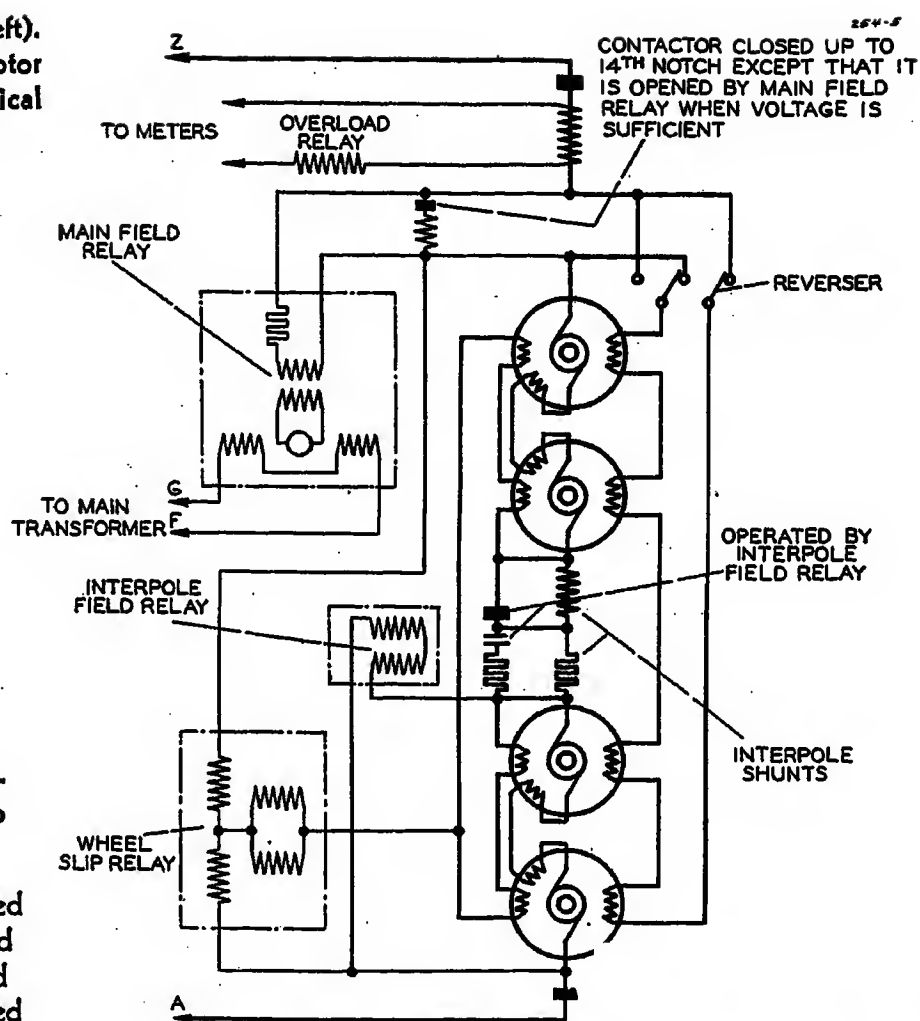 eft).
otor
ical
254-5
Z
CONTACTOR CLOSED UP TO
14TH NOTCH EXCEPT THAT IT
IS OPENED BY MAIN FIELD
RELAY WHEN VOLTAGE IS
SUFFICIENT
TO METERS
OVERLOAD
RELAY
MAIN FIELD
RELAY
REVERSER
G
TO MAIN
TRANSFORMER
F
OPERATED BY
INTERPOLE
FIELD RELAY
INTERPOLE
FIELD RELAY
INTERPOLE
SHUNTS
WHEEL
SLIP RELAY
ed
d
d
ed
A